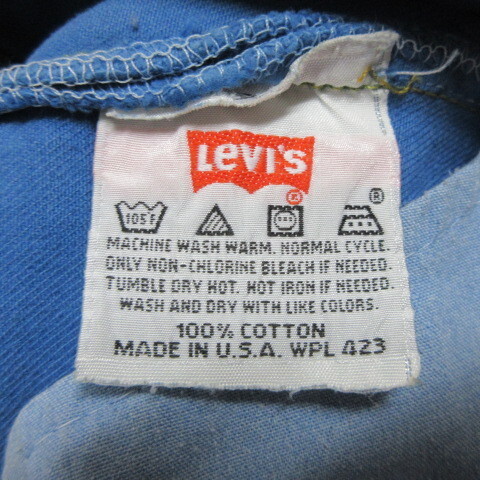 Levi's
®
105F
®
MACHINE WASH WARM. NORMAL CYCLE.
ONLY NON-CHLORINE BLEACH IF NEEDED.
TUMBLE DRY HOT. HOT IRON IF NEEDED.
WASH AND DRY WITH LIKE COLORS.
100% COTTON
MADE IN U.S.A. WPL 423